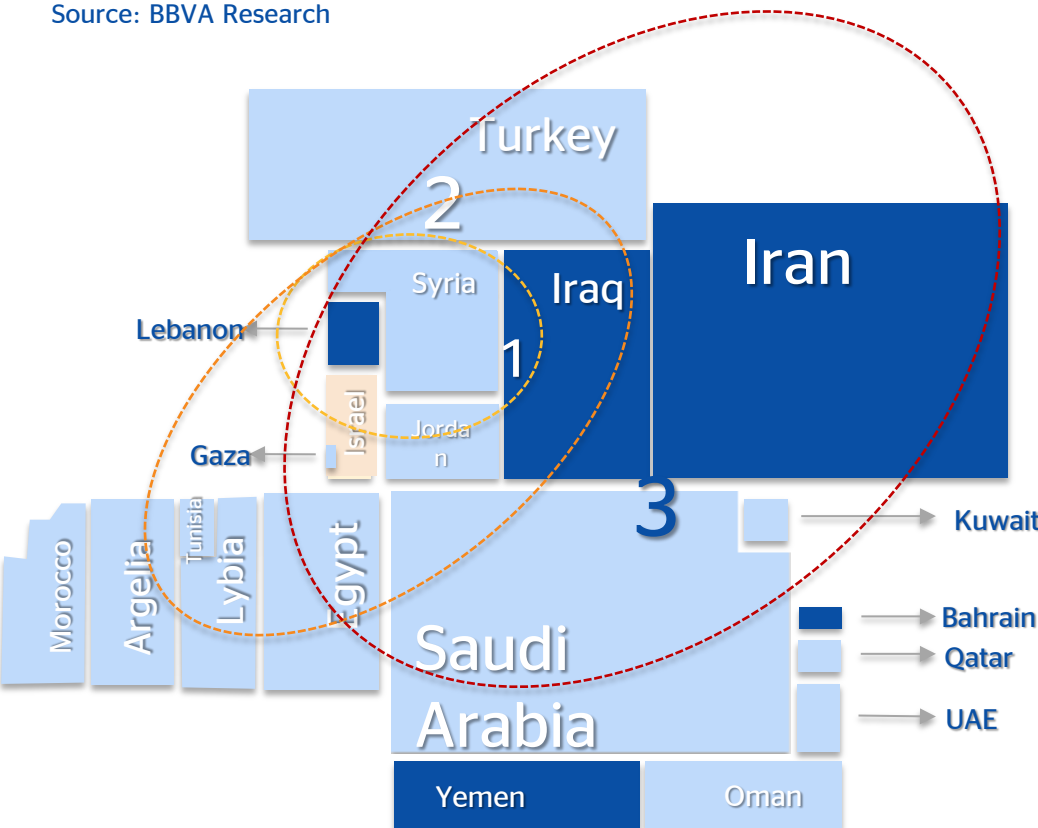 Source: BBVA Research
Turkey
2
Iran
Syria
Iraq
Lebanon
1
Israel
Jorda
n
Gaza
3
Kuwait
Morocco
Argelia
Tunisia
Lybia
Egypt
Saudi
Arabia
Bahrain
Qatar
UAE
Yemen
Oman